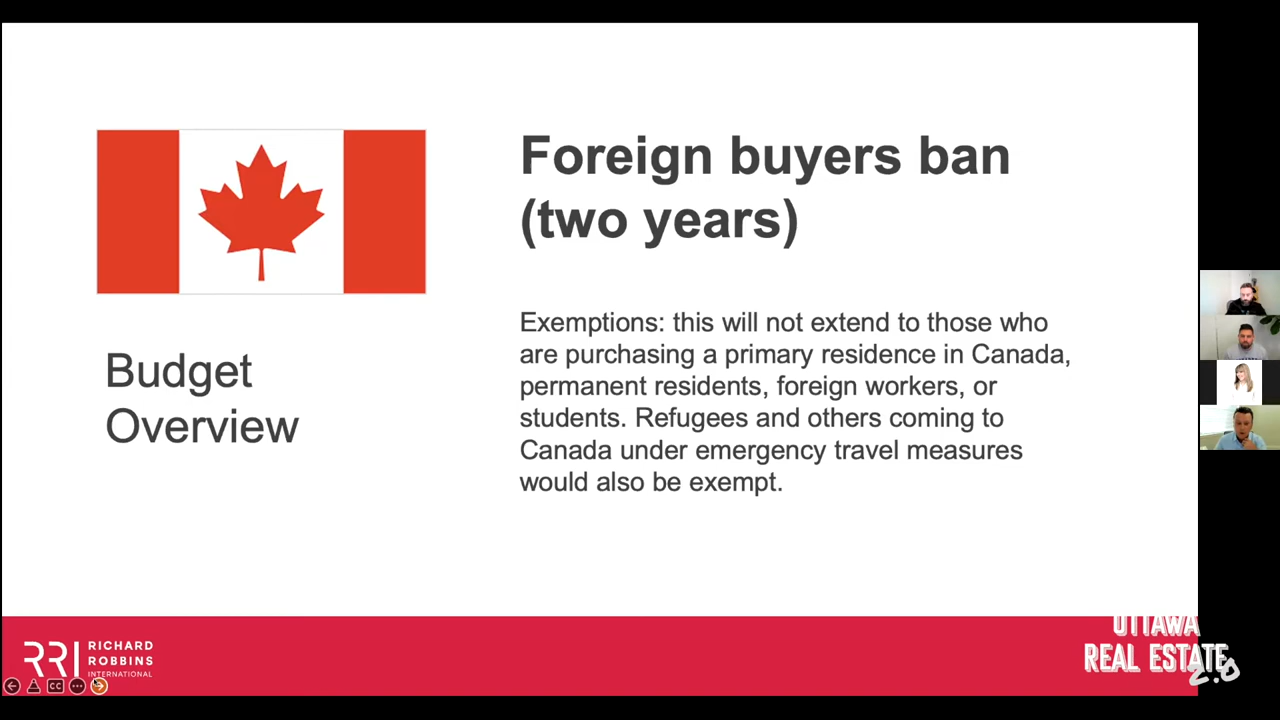 Foreign buyers ban
(two years)
Exemptions: this will not extend to those who
are purchasing a primary residence in Canada,
permanent residents, foreign workers, or
students. Refugees and others coming to
Canada under emergency travel measures
would also be exempt.
Budget
Overview
RRI
RICHARD
ROBBINS
INTERNATIONAL
CC
OTTAWA
REAL ESTATE
2.0